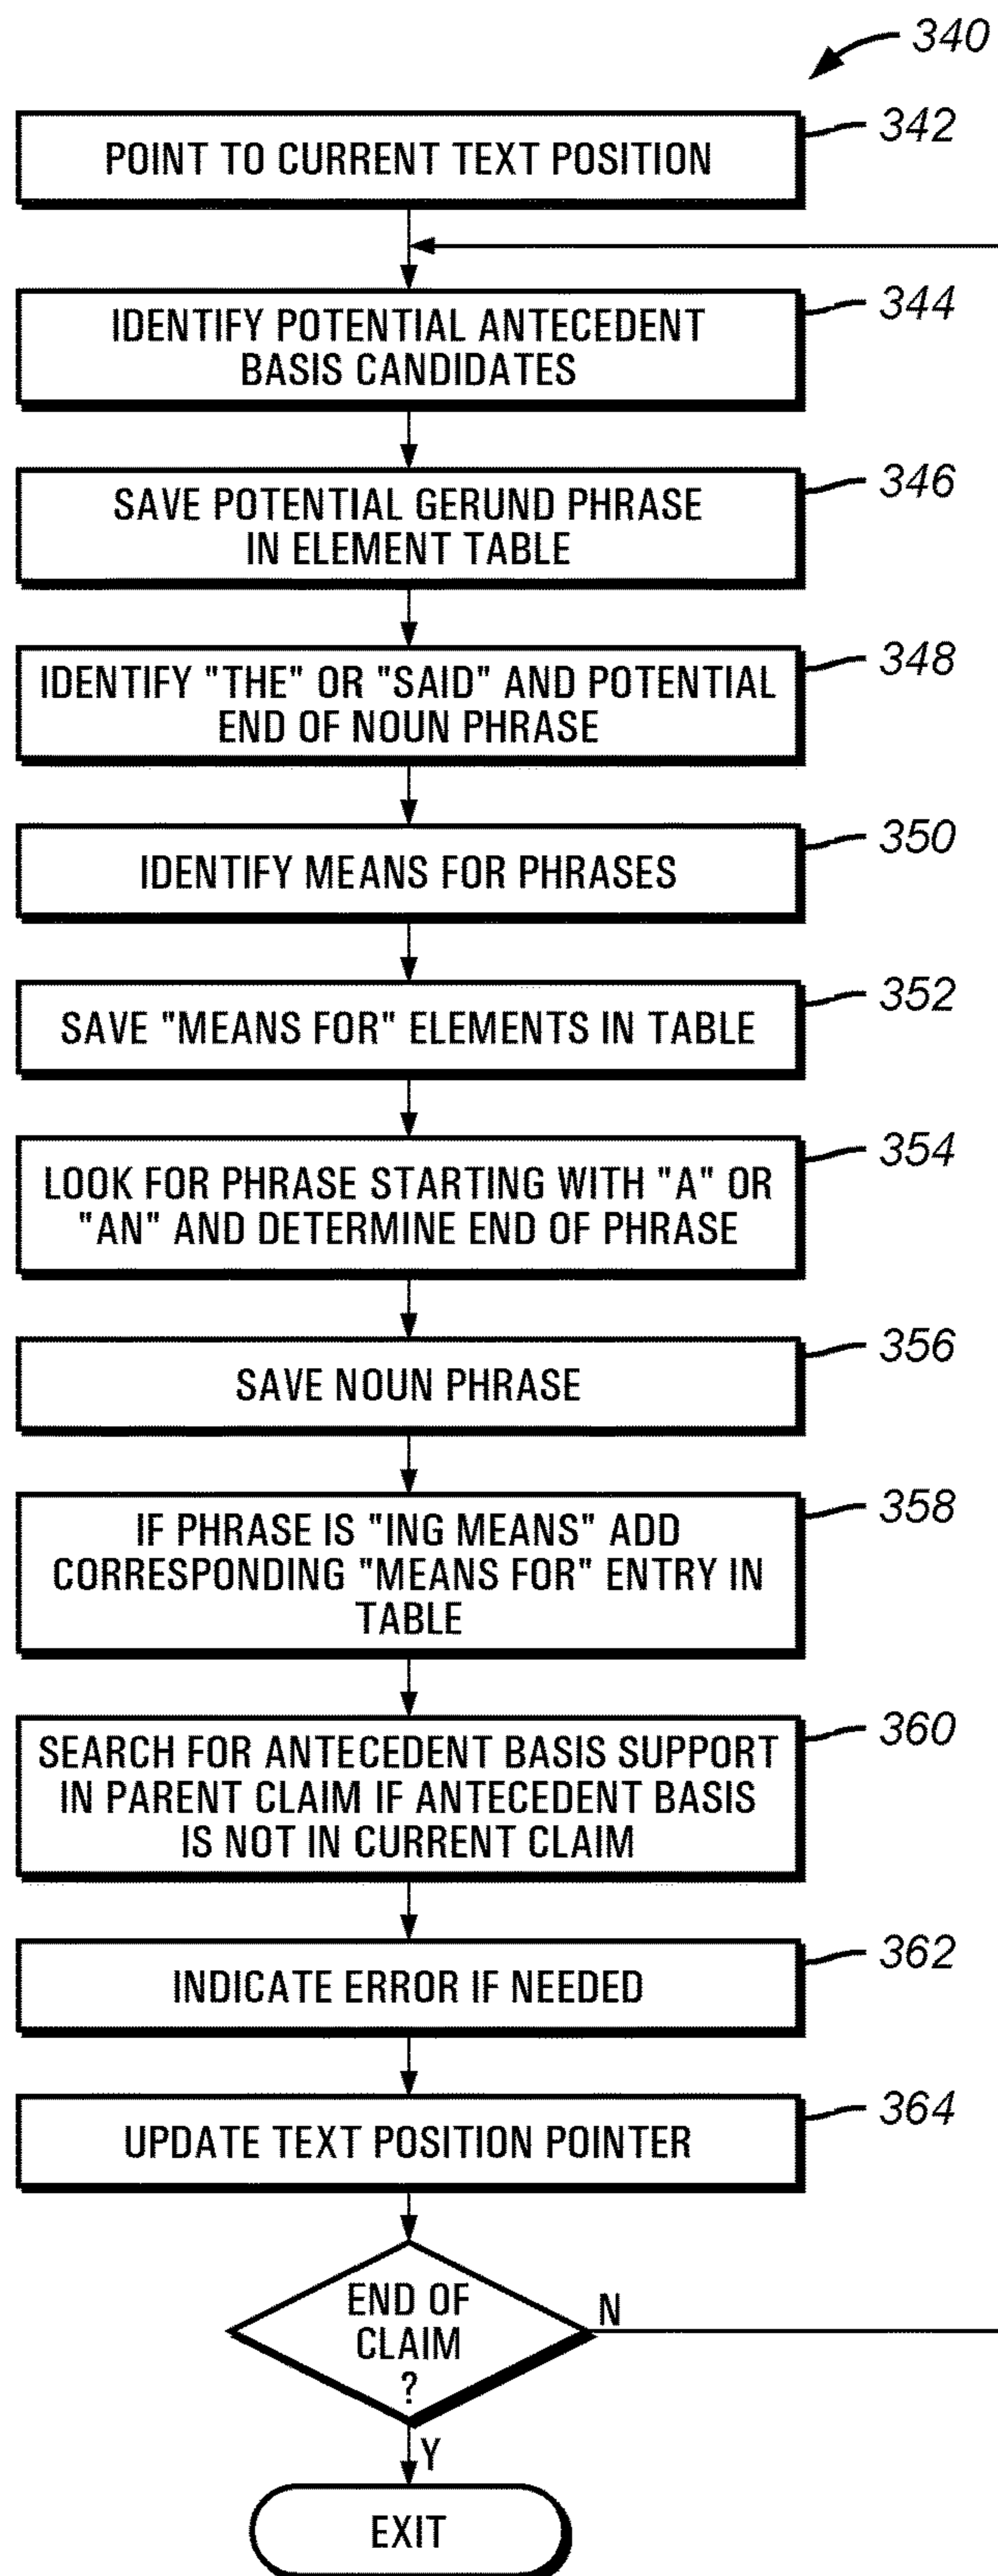 340
POINT TO CURRENT TEXT POSITION
342
IDENTIFY POTENTIAL ANTECEDENT
BASIS CANDIDATES
344
SAVE POTENTIAL GERUND PHRASE
IN ELEMENT TABLE
346
IDENTIFY "THE" OR "SAID" AND POTENTIAL
END OF NOUN PHRASE
348
IDENTIFY MEANS FOR PHRASES
350
SAVE "MEANS FOR" ELEMENTS IN TABLE
352
LOOK FOR PHRASE STARTING WITH "A" OR
"AN" AND DETERMINE END OF PHRASE
354
SAVE NOUN PHRASE
356
IF PHRASE IS "ING MEANS" ADD
CORRESPONDING "MEANS FOR" ENTRY IN
TABLE
358
SEARCH FOR ANTECEDENT BASIS SUPPORT
IN PARENT CLAIM IF ANTECEDENT BASIS
IS NOT IN CURRENT CLAIM
360
INDICATE ERROR IF NEEDED
362
UPDATE TEXT POSITION POINTER
364
END OF
CLAIM
?
N
Y
EXIT